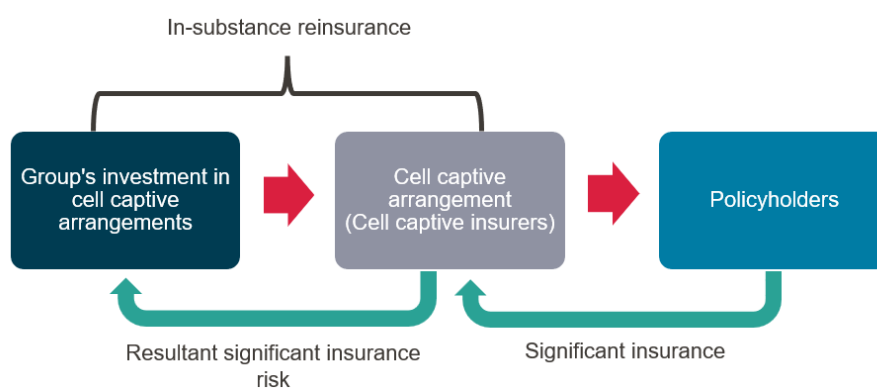 In-substance reinsurance
Group's investment in
cell captive
arrangements
Cell captive
arrangement
(Cell captive insurers)
Policyholders
Resultant significant insurance
risk
Significant insurance